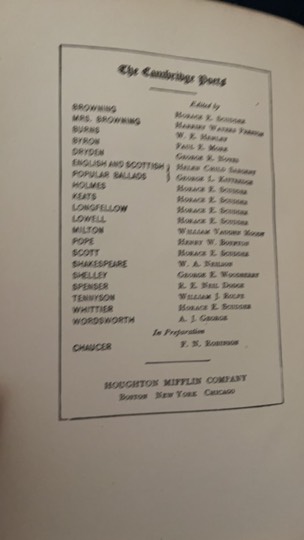 The Cambridge Poets
Edited by
BROWNING HORACE E. SCUDDER
MRS. BROWNING HARRIET WATERS PRESTON
BURNS W. E. HENLEY
BYRON PAUL E. MORE
DRYDEN GEORGE R. NOYES
ENGLISH AND SCOTTISH } HELEN CHILD SARGENT
POPULAR BALLADS } GEORGE L. KITTREDGE
HOLMES HORACE E. SCUDDER
KEATS HORACE E. SCUDDER
LONGFELLOW HORACE E. SCUDDER
LOWELL HORACE E. SCUDDER
MILTON WILLIAM VAUGHN MOODY
POPE HENRY W. BOYNTON
SCOTT HORACE E. SCUDDER
SHAKESPEARE W. A. NEILSON
SHELLEY GEORGE E. WOODBERRY
SPENSER R. E. NEIL DODGE
TENNYSON WILLIAM J. ROLFE
WHITTIER HORACE E. SCUDDER
WORDSWORTH A. J. GEORGE
In Preparation
CHAUCER F. N. ROBINSON
HOUGHTON MIFFLIN COMPANY
BOSTON NEW YORK CHICAGO